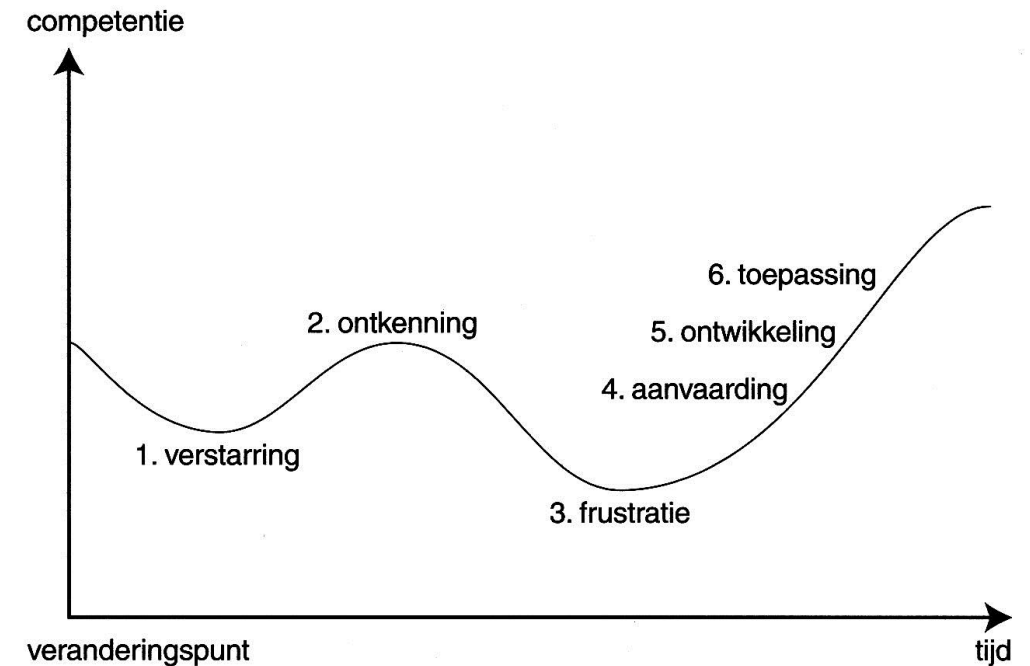 competentie
6. toepassing
2. ontkenning
5. ontwikkeling
4. aanvaarding
1. verstarring
3. frustratie
veranderingspunt
tijd